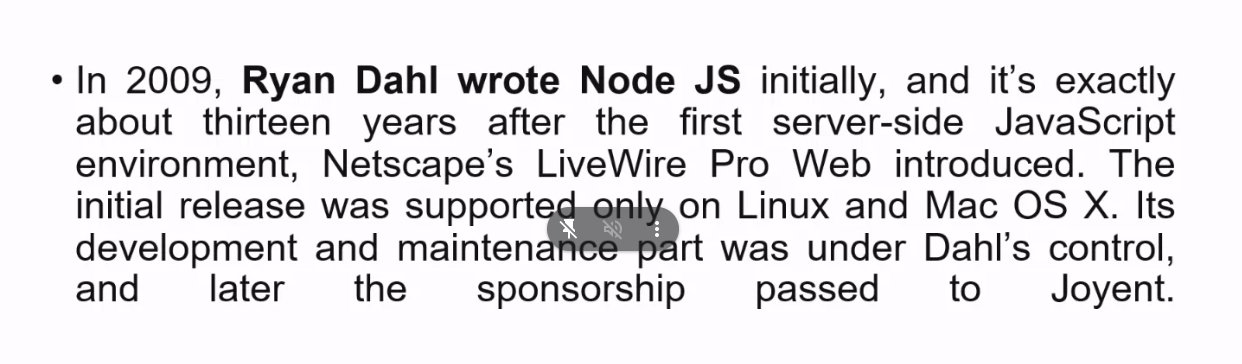 • In 2009, Ryan Dahl wrote Node JS initially, and it's exactly
about thirteen years after the first server-side JavaScript
environment, Netscape's LiveWire Pro Web introduced. The
initial release was supported only on Linux and Mac OS X. Its
development and maintenance part was under Dahl's control,
and later the sponsorship passed to Joyent.